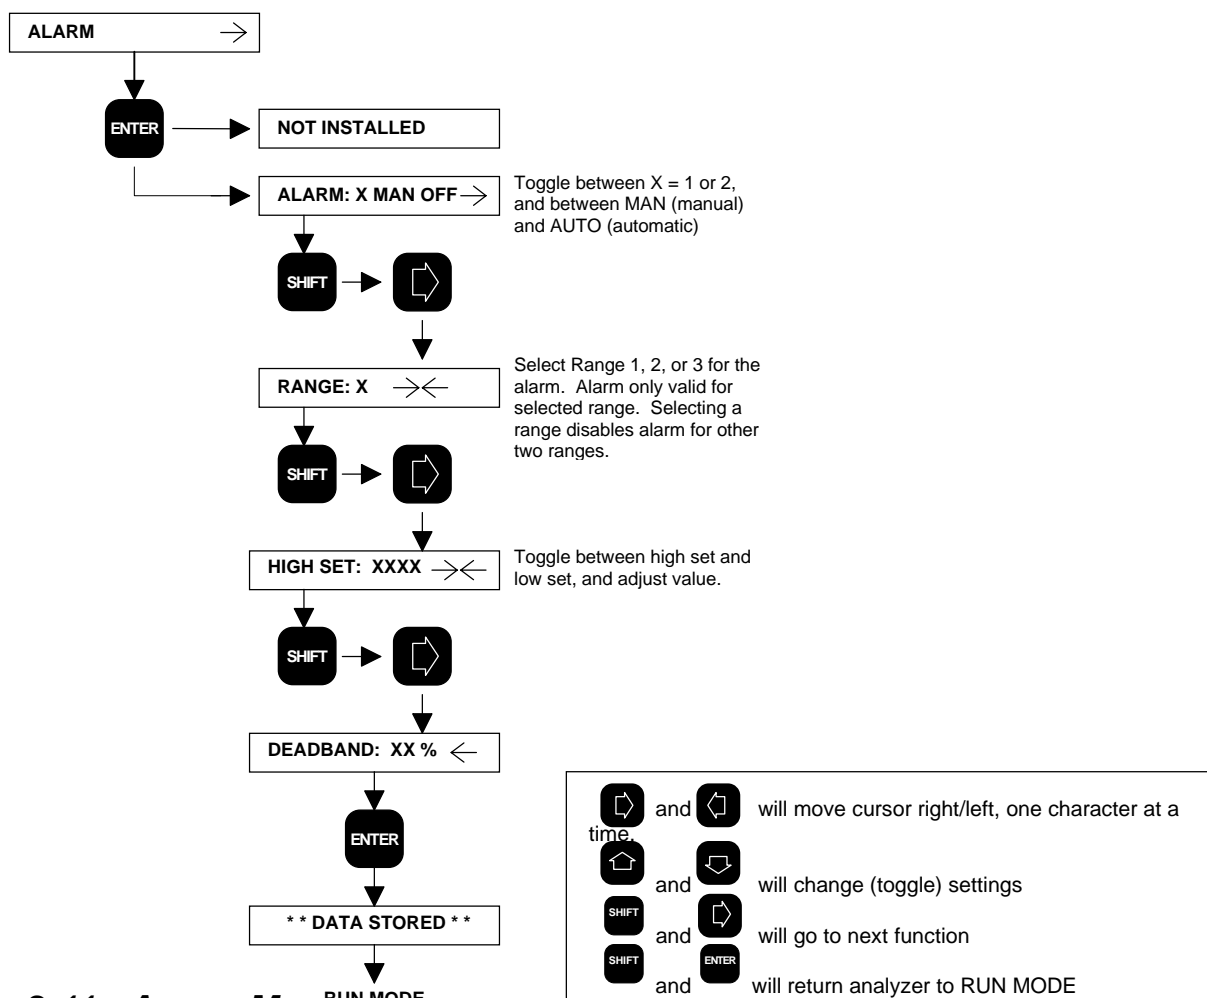 ALARM
ENTER
NOT INSTALLED
ALARM: X MAN OFF
Toggle between X = 1 or 2,
and between MAN (manual)
and AUTO (automatic)
SHIFT
RANGE: X
Select Range 1, 2, or 3 for the
alarm. Alarm only valid for
selected range. Selecting a
range disables alarm for other
two ranges.
SHIFT
HIGH SET: XXXX
Toggle between high set and
low set, and adjust value.
SHIFT
DEADBAND: XX %
ENTER
* * DATA STORED * *
RUN MODE
and will move cursor right/left, one character at a
time.
and will change (toggle) settings
SHIFT and will go to next function
SHIFT and ENTER will return analyzer to RUN MODE